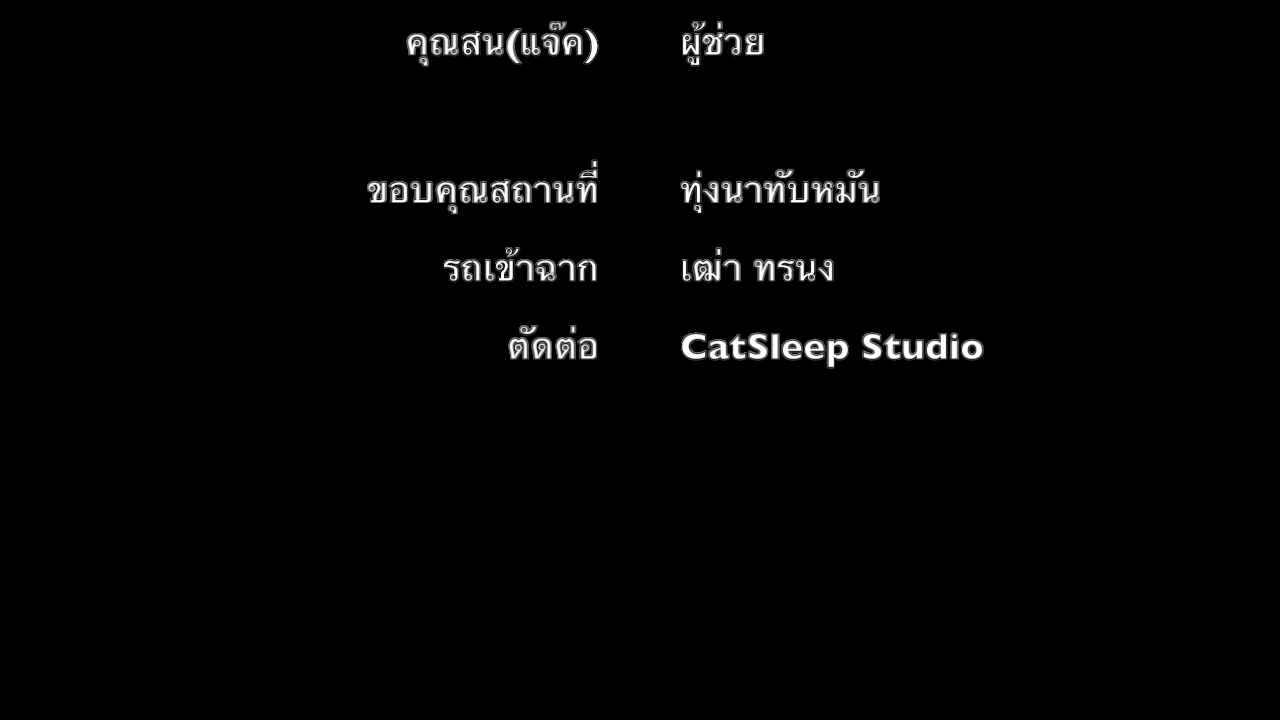 คุณสน(แจ๊ค) ผู้ช่วย
ขอบคุณสถานที่ ทุ่งนาทับหมัน
รถเข้าฉาก เฒ่า ทรนง
ตัดต่อ CatSleep Studio